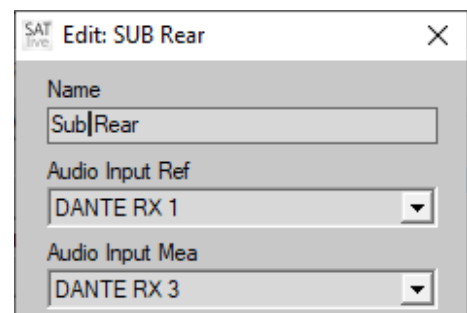 SAT
live
Edit: SUB Rear
Name
Sub Rear
Audio Input Ref
DANTE RX 1
Audio Input Mea
DANTE RX 3